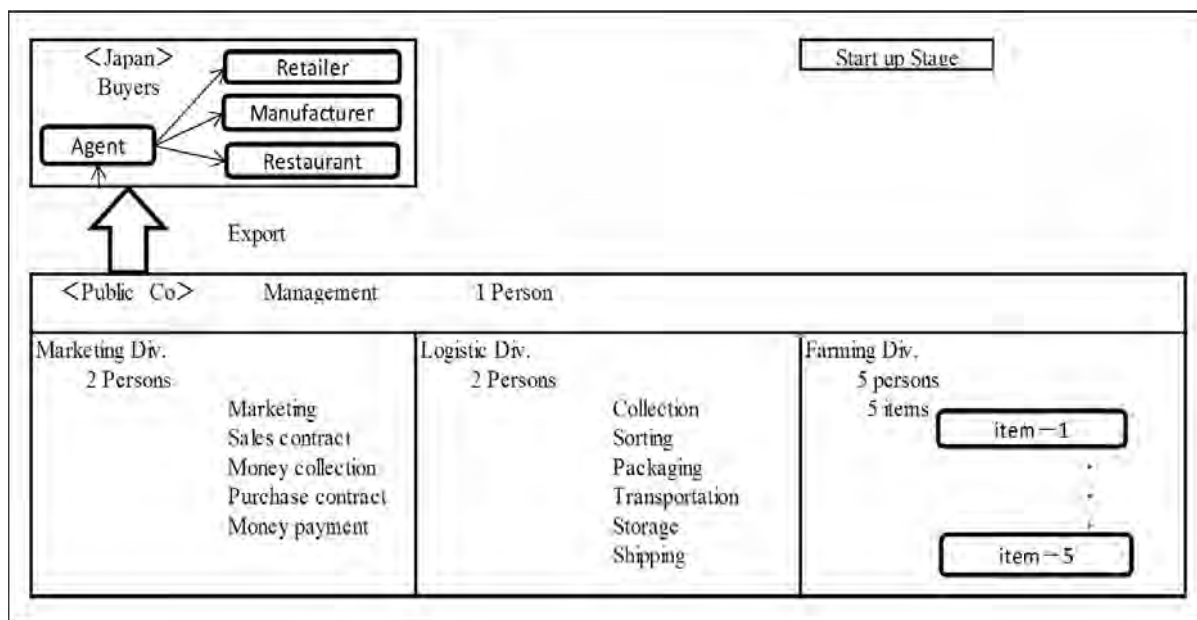 <Japan>
Buyers
Agent
Retailer
Manufacturer
Restaurant
Start up Stage
Export
<Public Co> Management 1 Person
Marketing Div.
2 Persons
Marketing
Sales contract
Money collection
Purchase contract
Money payment
Logistic Div.
2 Persons
Collection
Sorting
Packaging
Transportation
Storage
Shipping
Farming Div.
5 persons
5 items
item－1
item－5